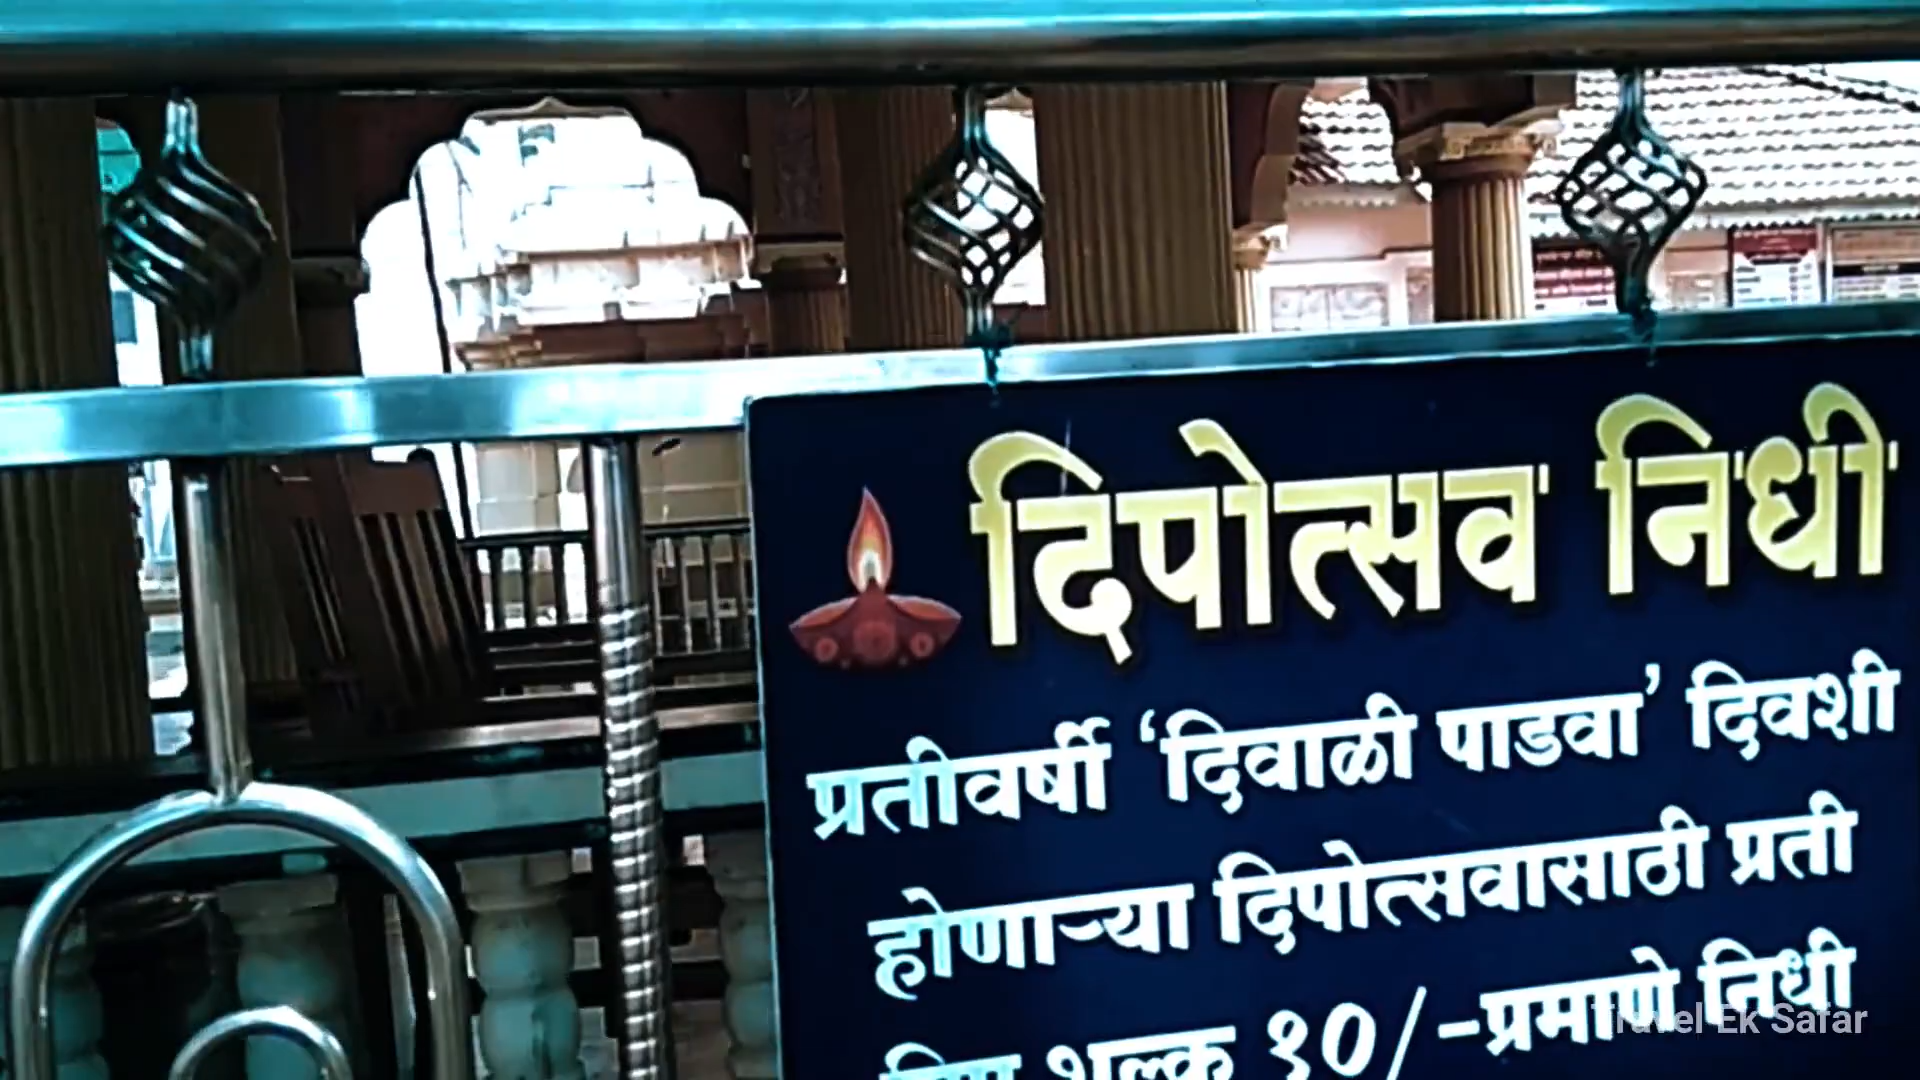 दिपोत्सव निधी
प्रतीवर्षी ‘दिवाळी पाडवा’ दिवशी
होणाऱ्या दिपोत्सवासाठी प्रती
शुल्क १०/-प्रमाणे निधी
Travel Ek Safar